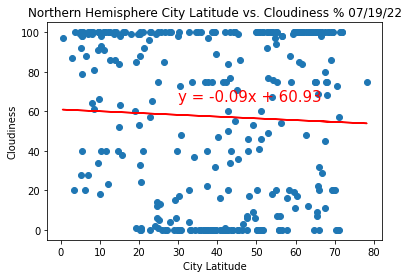 Northern Hemisphere City Latitude vs. Cloudiness % 07/19/22
100
80
y = -0.09x + 60.93
60
40
20
0
Cloudiness
0 10 20 30 40 50 60 70 80
City Latitude